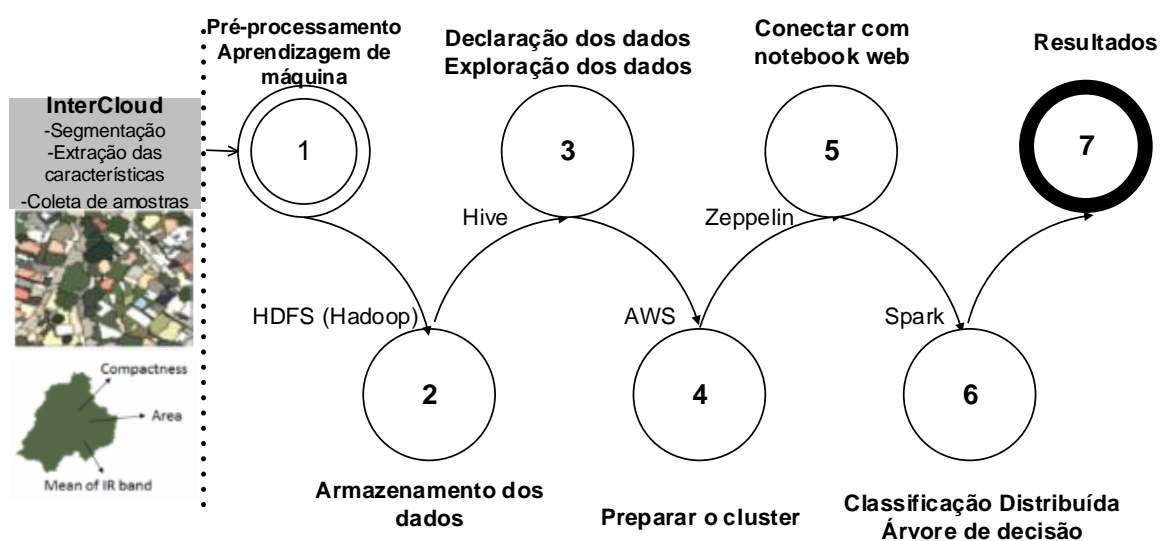 Pré-processamento
Aprendizagem de
máquina
Declaração dos dados
Exploração dos dados
Conectar com
notebook web
Resultados
InterCloud
-Segmentação
-Extração das
características
-Coleta de amostras
1
3
5
7
Hive
Zeppelin
HDFS (Hadoop)
AWS
Spark
2
4
6
Compactness
Area
Mean of IR band
Armazenamento dos
dados
Preparar o cluster
Classificação Distribuída
Árvore de decisão